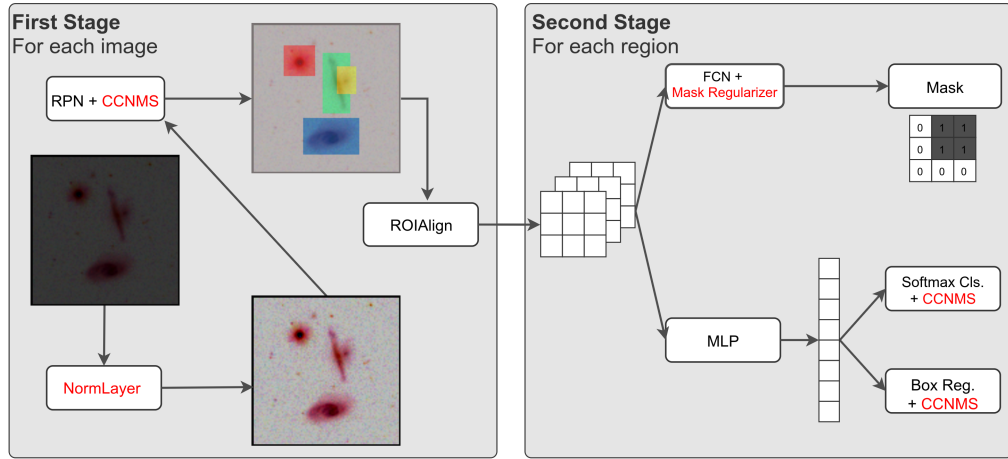 First Stage
For each image
RPN + CCNMS
ROIAlign
NormLayer
Second Stage
For each region
FCN +
Mask Regularizer
Mask
0 1 1
0 1 1
0 0 0
MLP
Softmax Cls.
+ CCNMS
Box Reg.
+ CCNMS